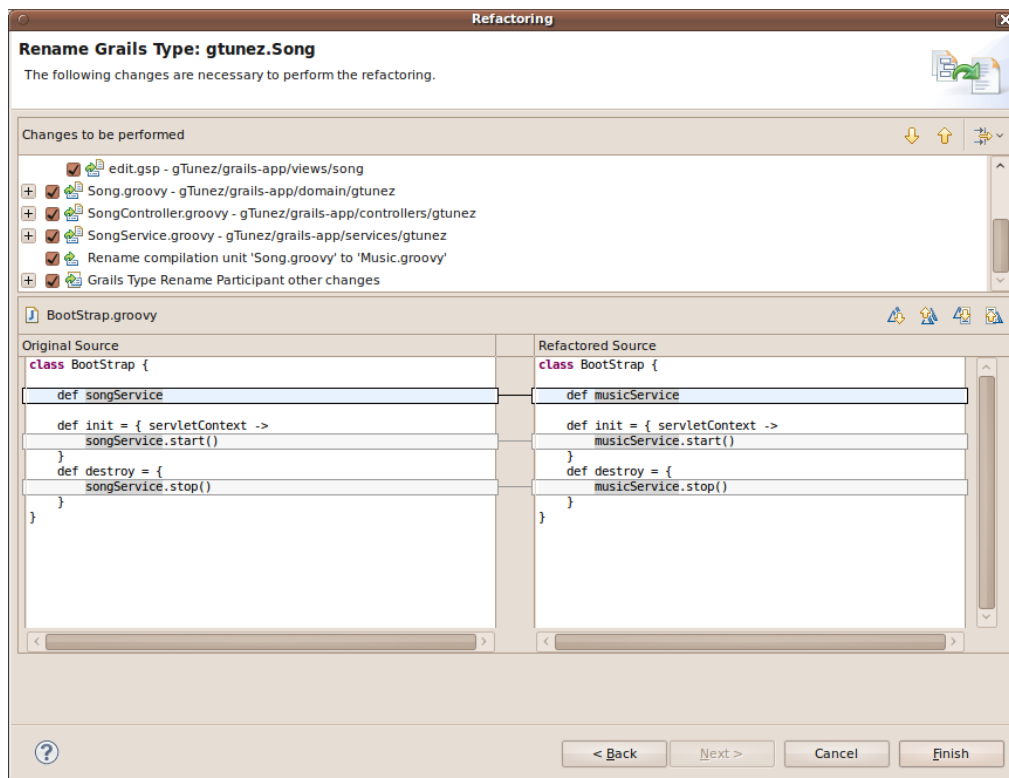 Refactoring
Rename Grails Type: gtunez.Song
The following changes are necessary to perform the refactoring.
Changes to be performed
edit.gsp - gTunez/grails-app/views/song
Song.groovy - gTunez/grails-app/domain/gtunez
SongController.groovy - gTunez/grails-app/controllers/gtunez
SongService.groovy - gTunez/grails-app/services/gtunez
Rename compilation unit 'Song.groovy' to 'Music.groovy'
Grails Type Rename Participant other changes
J BootStrap.groovy
Original Source
class BootStrap {
def songService
def init = { servletContext ->
songService.start()
}
def destroy = {
songService.stop()
}
}
Refactored Source
class BootStrap {
def musicService
def init = { servletContext ->
musicService.start()
}
def destroy = {
musicService.stop()
}
}
? < Back Next > Cancel Finish